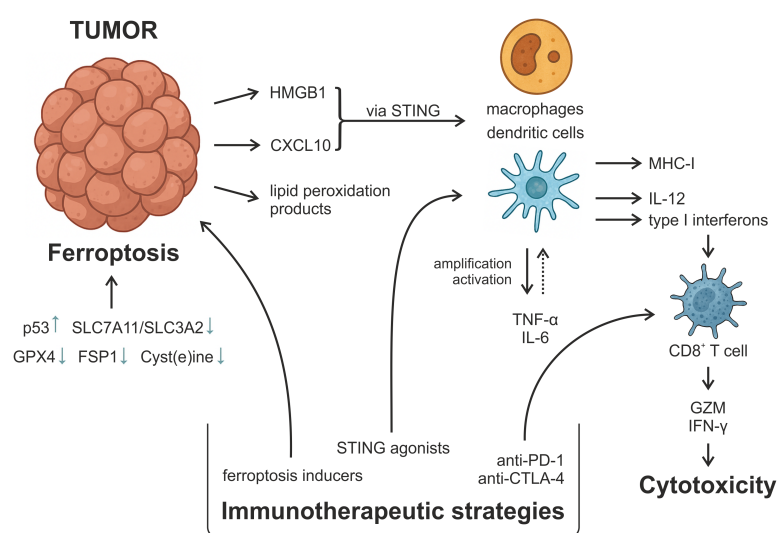 TUMOR
HMGB1
CXCL10
via STING
lipid peroxidation
products
Ferroptosis
p53↑ SLC7A11/SLC3A2↓
GPX4↓ FSP1↓ Cyst(e)ine↓
macrophages
dendritic cells
MHC-I
IL-12
type I interferons
amplification
activation
TNF-α
IL-6
CD8⁺ T cell
GZM
IFN-γ
Cytotoxicity
ferroptosis inducers
STING agonists
anti-PD-1
anti-CTLA-4
Immunotherapeutic strategies